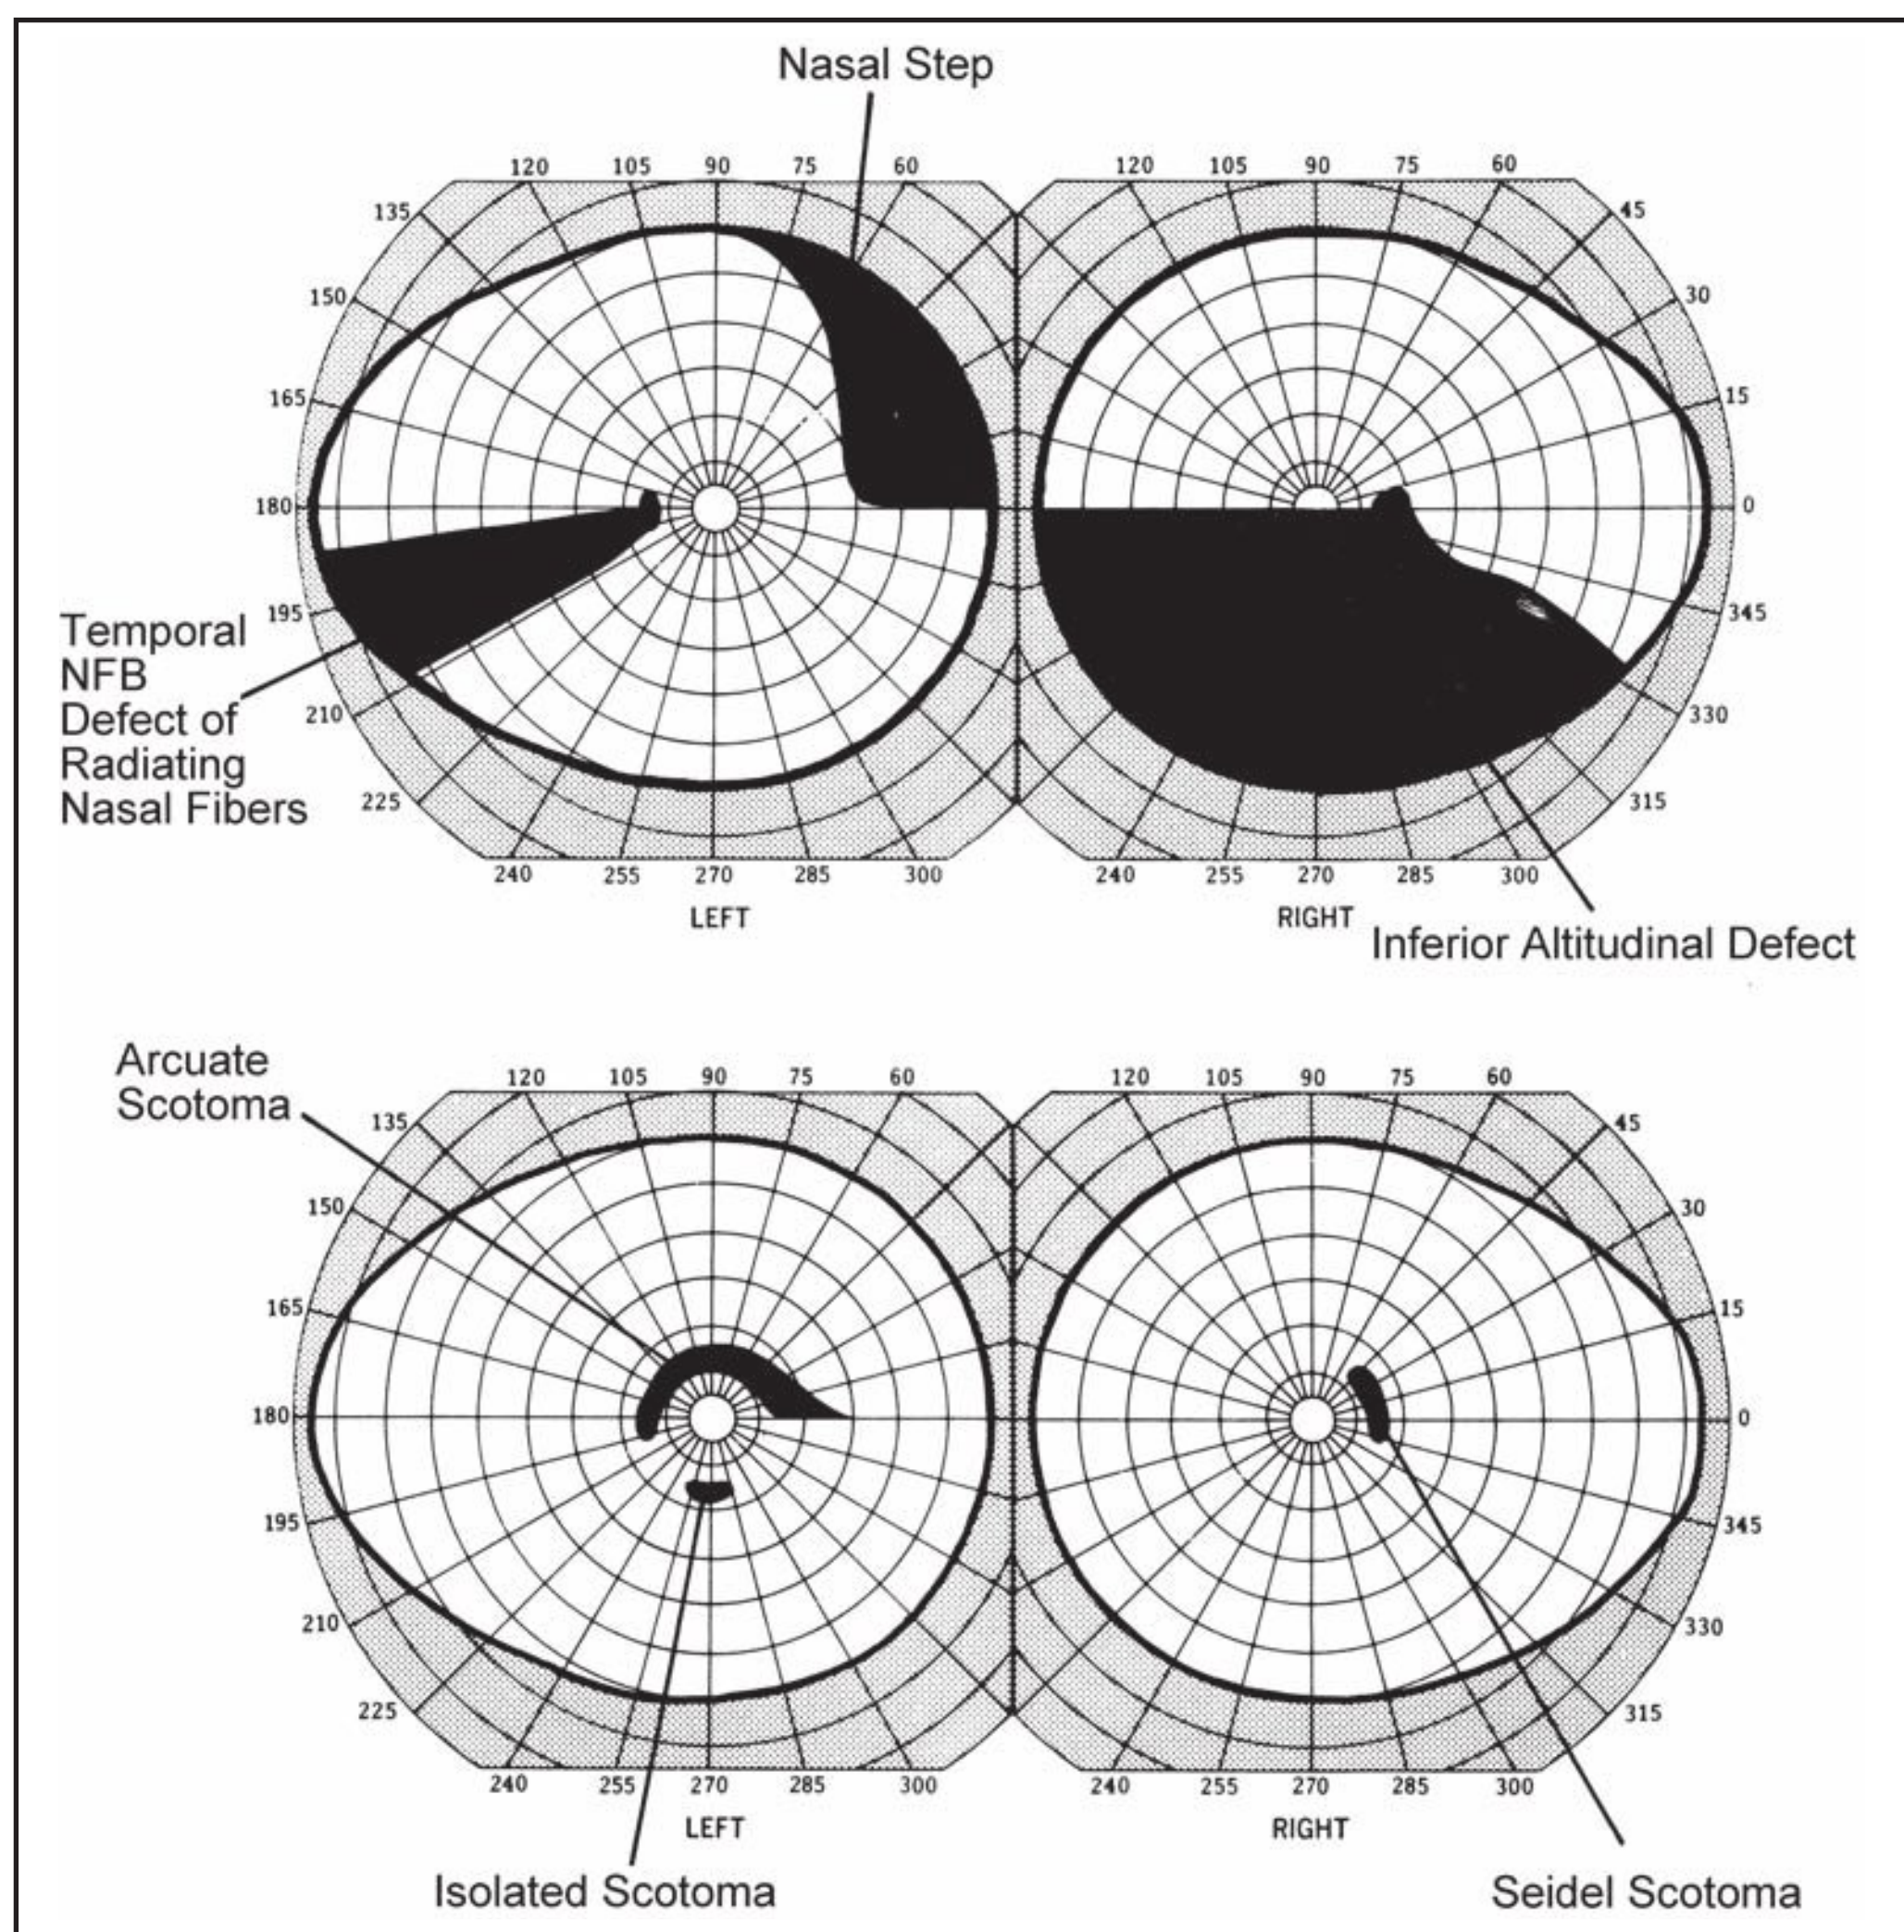 Nasal Step
120 105 90 75 60
120 105 90 75 60
135
45
150
30
165
15
180
0
195
345
210
330
225
315
Temporal
NFB
Defect of
Radiating
Nasal Fibers
240 255 270 285 300
240 255 270 285 300
LEFT
RIGHT
Inferior Altitudinal Defect
Arcuate
Scotoma
120 105 90 75 60
120 105 90 75 60
135
45
150
30
165
15
180
0
195
345
210
330
225
315
240 255 270 285 300
240 255 270 285 300
LEFT
RIGHT
Isolated Scotoma
Seidel Scotoma